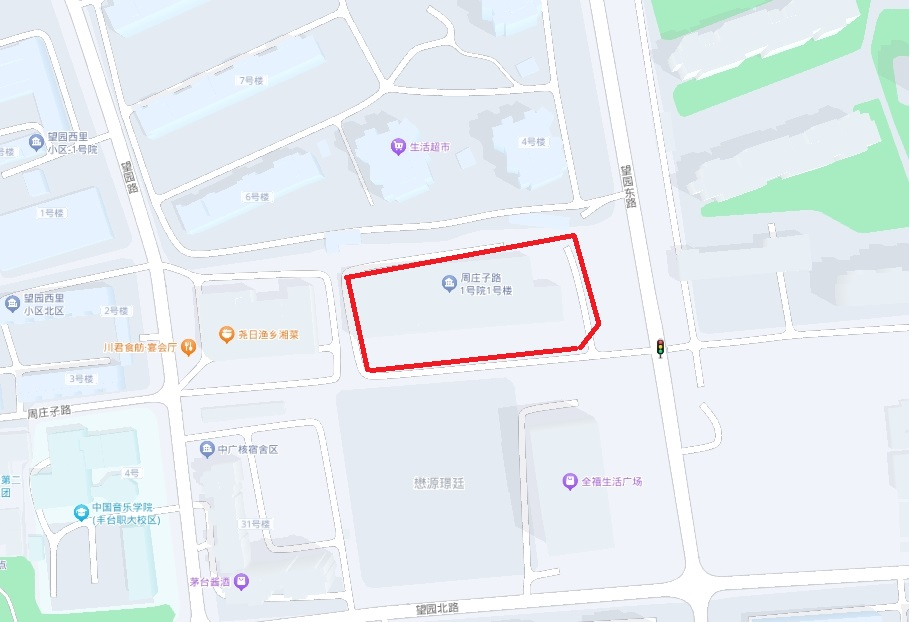 7号楼
望园西里
小区-1号院
号楼
生活超市
4号楼
望园路
望园东路
6号楼
1号楼
周庄子路
1号院1号楼
望园西里
小区北区
2号楼
尧日渔乡湘菜
川君食舫·宴会厅
3号楼
周庄子路
中广核宿舍区
4号
第二
团
懋源璟廷
全福生活广场
中国音乐学院
(丰台职大校区)
31号楼
点
茅台酱酒
望园北路